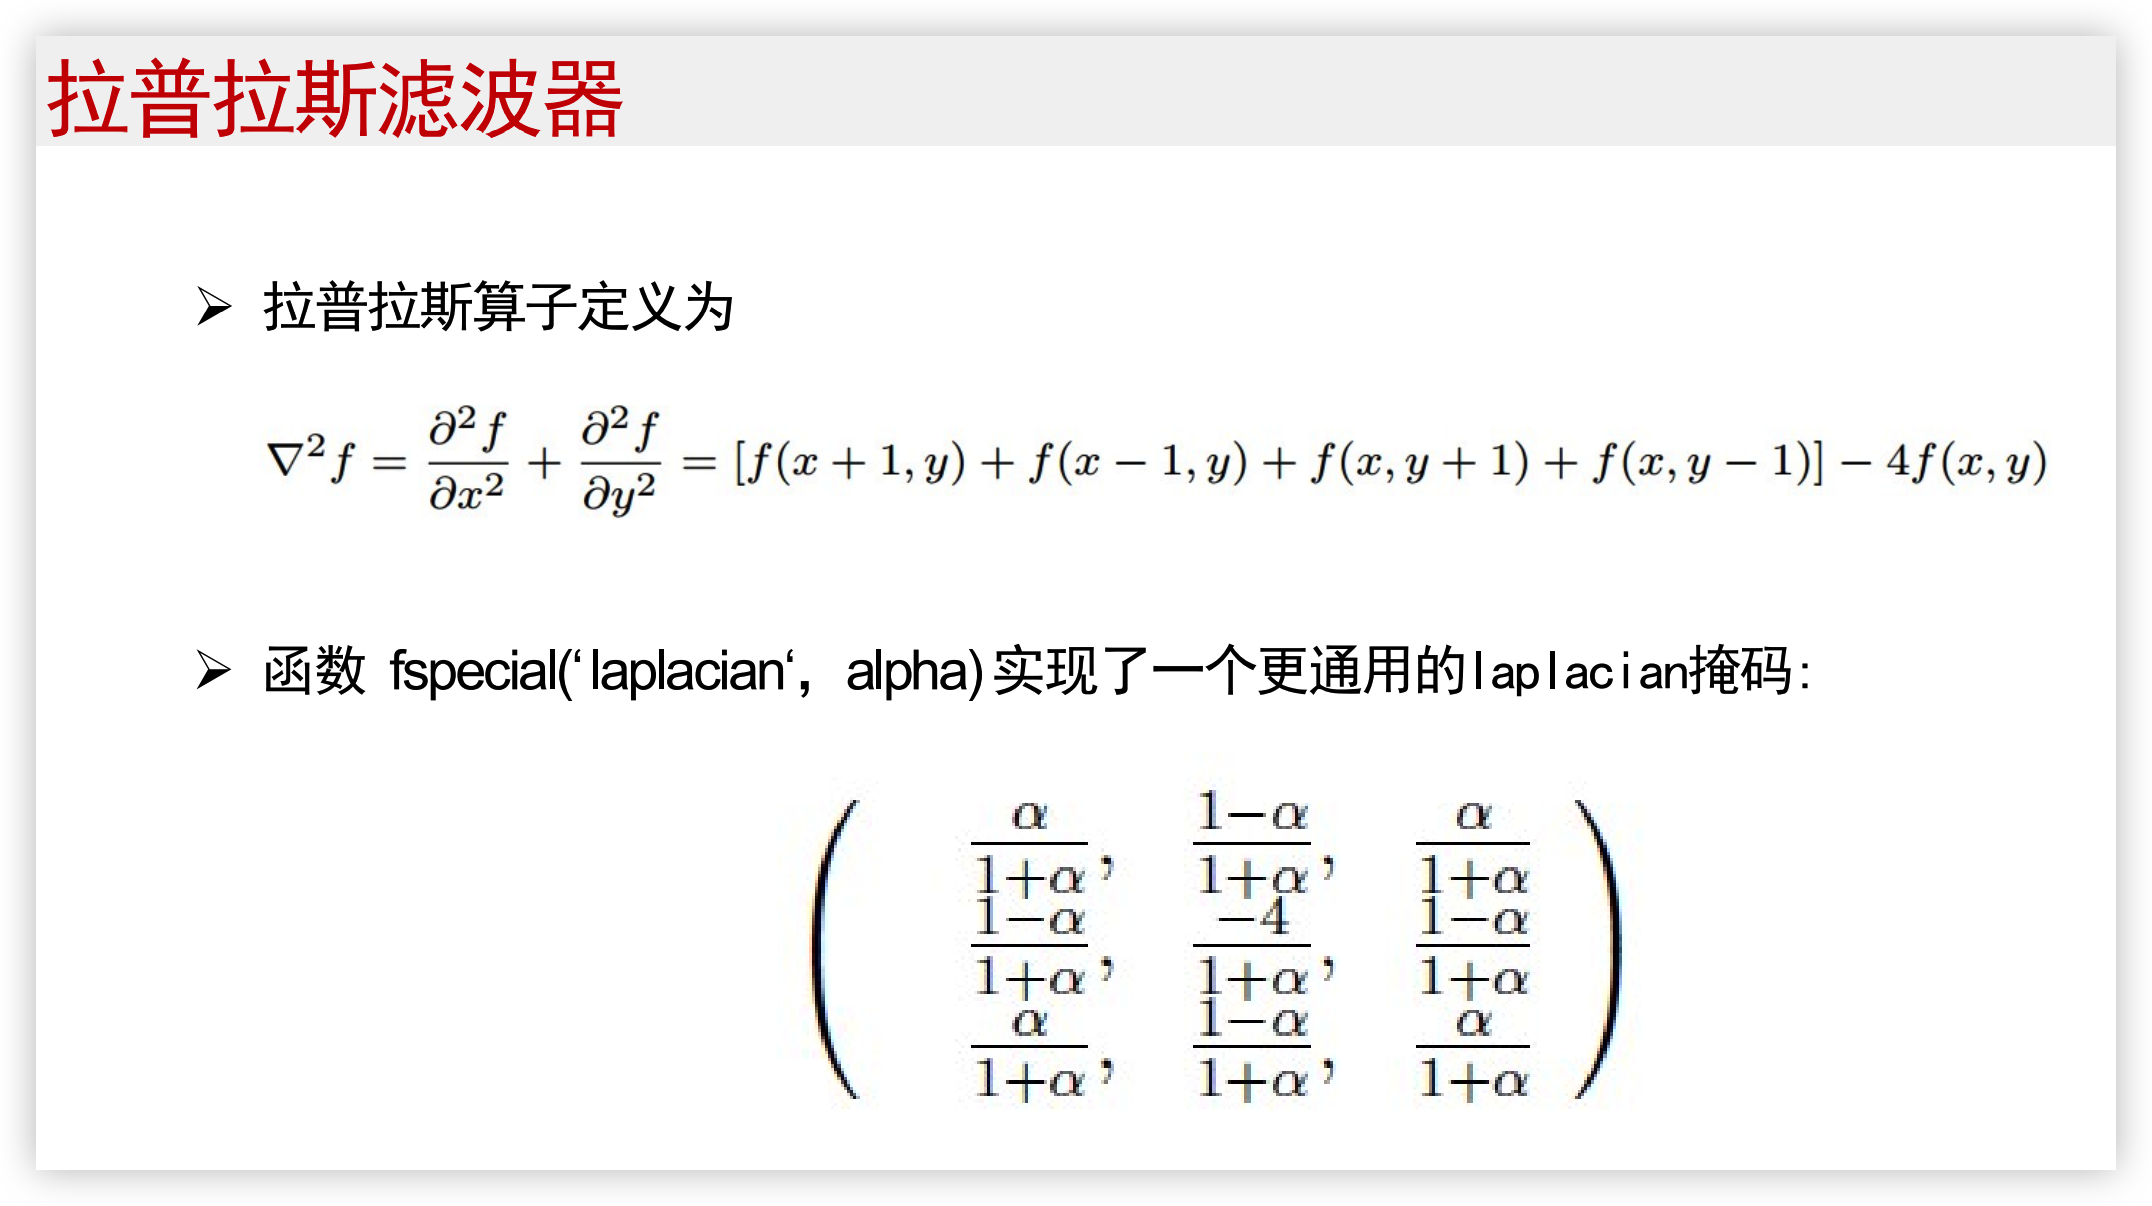 拉普拉斯滤波器
➢ 拉普拉斯算子定义为
∇²f = ∂²f/∂x² + ∂²f/∂y² = [f(x + 1, y) + f(x − 1, y) + f(x, y + 1) + f(x, y − 1)] − 4f(x, y)
➢ 函数 fspecial(‘laplacian‘，alpha)实现了一个更通用的laplacian掩码:
α/1+α, 1−α/1+α, α/1+α
1−α/1+α, −4/1+α, 1−α/1+α
α/1+α, 1−α/1+α, α/1+α